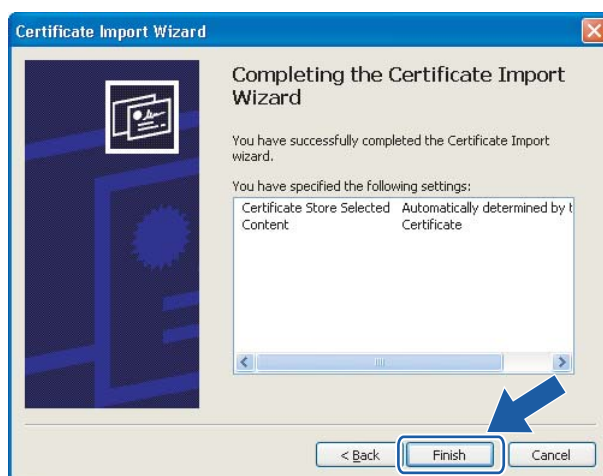 Certificate Import Wizard
Completing the Certificate Import
Wizard
You have successfully completed the Certificate Import
wizard.
You have specified the following settings:
Certificate Store Selected Automatically determined by t
Content Certificate
< Back Finish Cancel